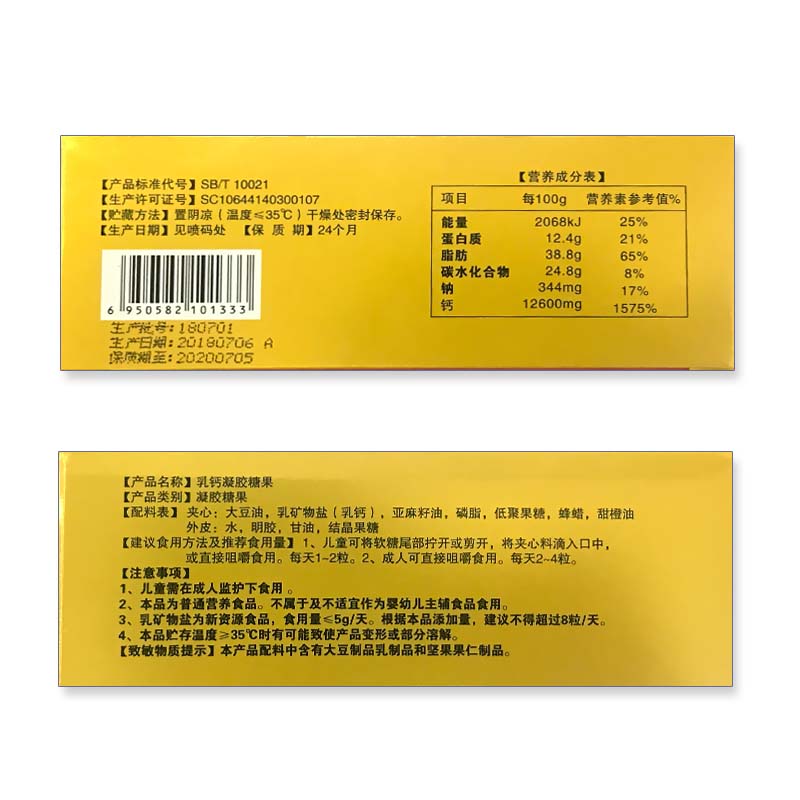 【产品标准代号】SB/T 10021
【生产许可证号】SC10644140300107
【贮藏方法】置阴凉（温度≤35℃）干燥处密封保存。
【生产日期】见喷码处 【保 质 期】24个月
6 950582 101333
生产批号: 180701
生产日期: 20180706 A
保质期至: 20200705
【营养成分表】
项目 每100g 营养素参考值%
能量 2068kJ 25%
蛋白质 12.4g 21%
脂肪 38.8g 65%
碳水化合物 24.8g 8%
钠 344mg 17%
钙 12600mg 1575%
【产品名称】乳钙凝胶糖果
【产品类别】凝胶糖果
【配料表】夹心：大豆油，乳矿物盐（乳钙），亚麻籽油，磷脂，低聚果糖，蜂蜡，甜橙油
外皮：水，明胶，甘油，结晶果糖
【建议食用方法及推荐食用量】1、儿童可将软糖尾部拧开或剪开，将夹心料滴入口中，
或直接咀嚼食用。每天1~2粒。2、成人可直接咀嚼食用。每天2~4粒。
【注意事项】
1、儿童需在成人监护下食用 。
2、本品为普通营养食品。不属于及不适宜作为婴幼儿主辅食品食用。
3、乳矿物盐为新资源食品，食用量≤5g/天。根据本品添加量，建议不得超过8粒/天。
4、本品贮存温度≥35℃时有可能致使产品变形或部分溶解。
【致敏物质提示】本产品配料中含有大豆制品乳制品和坚果果仁制品。